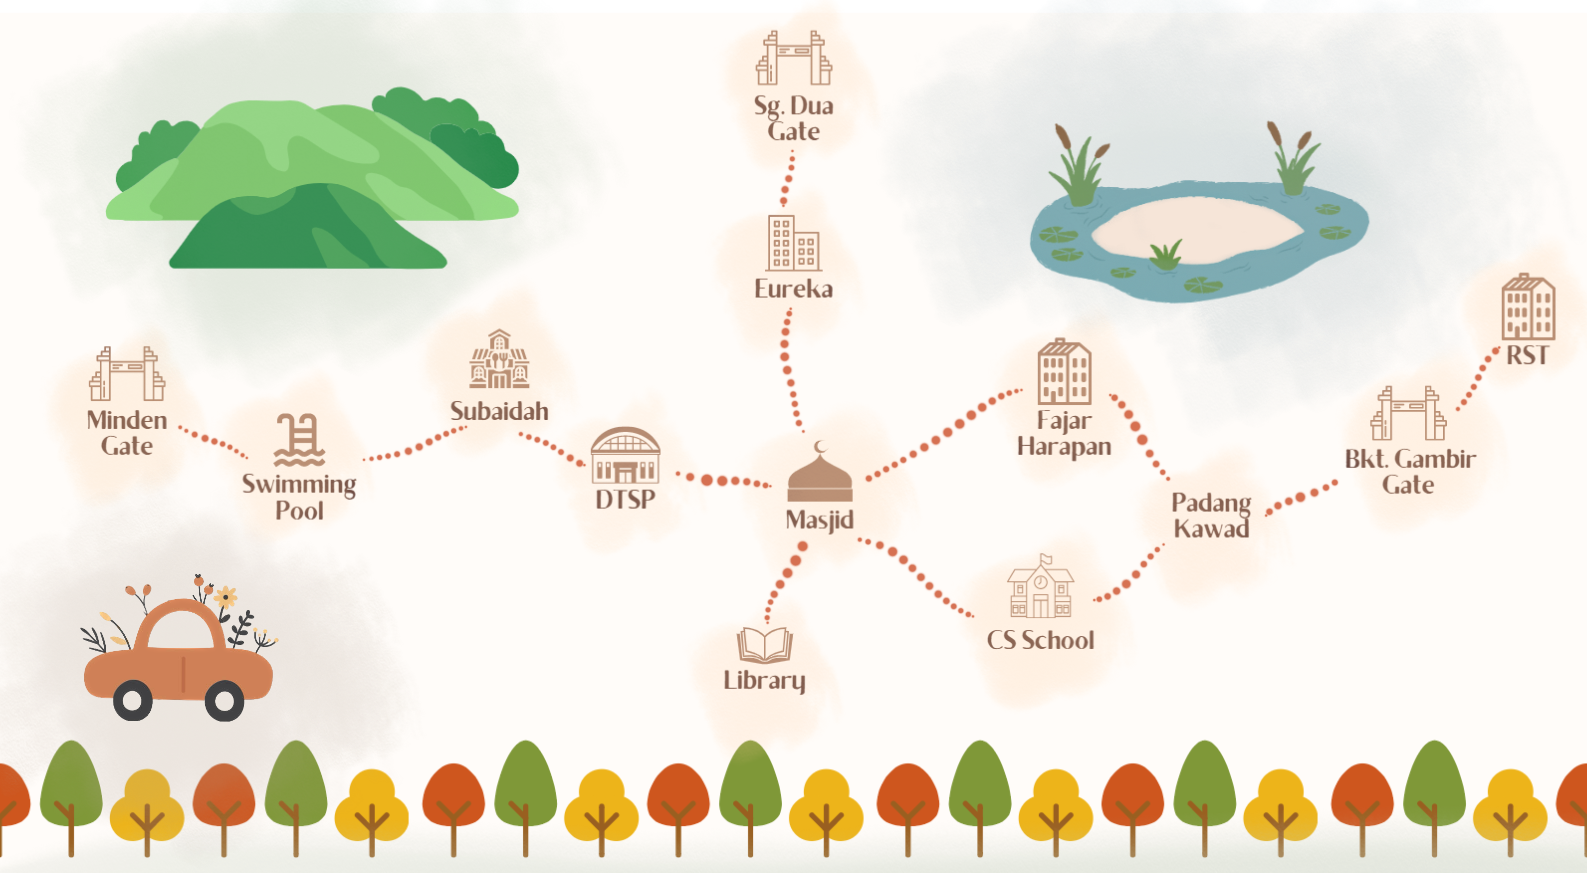 Sg. Dua
Gate
Eureka
RST
Minden
Gate
Subaidah
Fajar
Harapan
Bkt. Gambir
Gate
Swimming
Pool
DTSP
Masjid
Padang
Kawad
CS School
Library